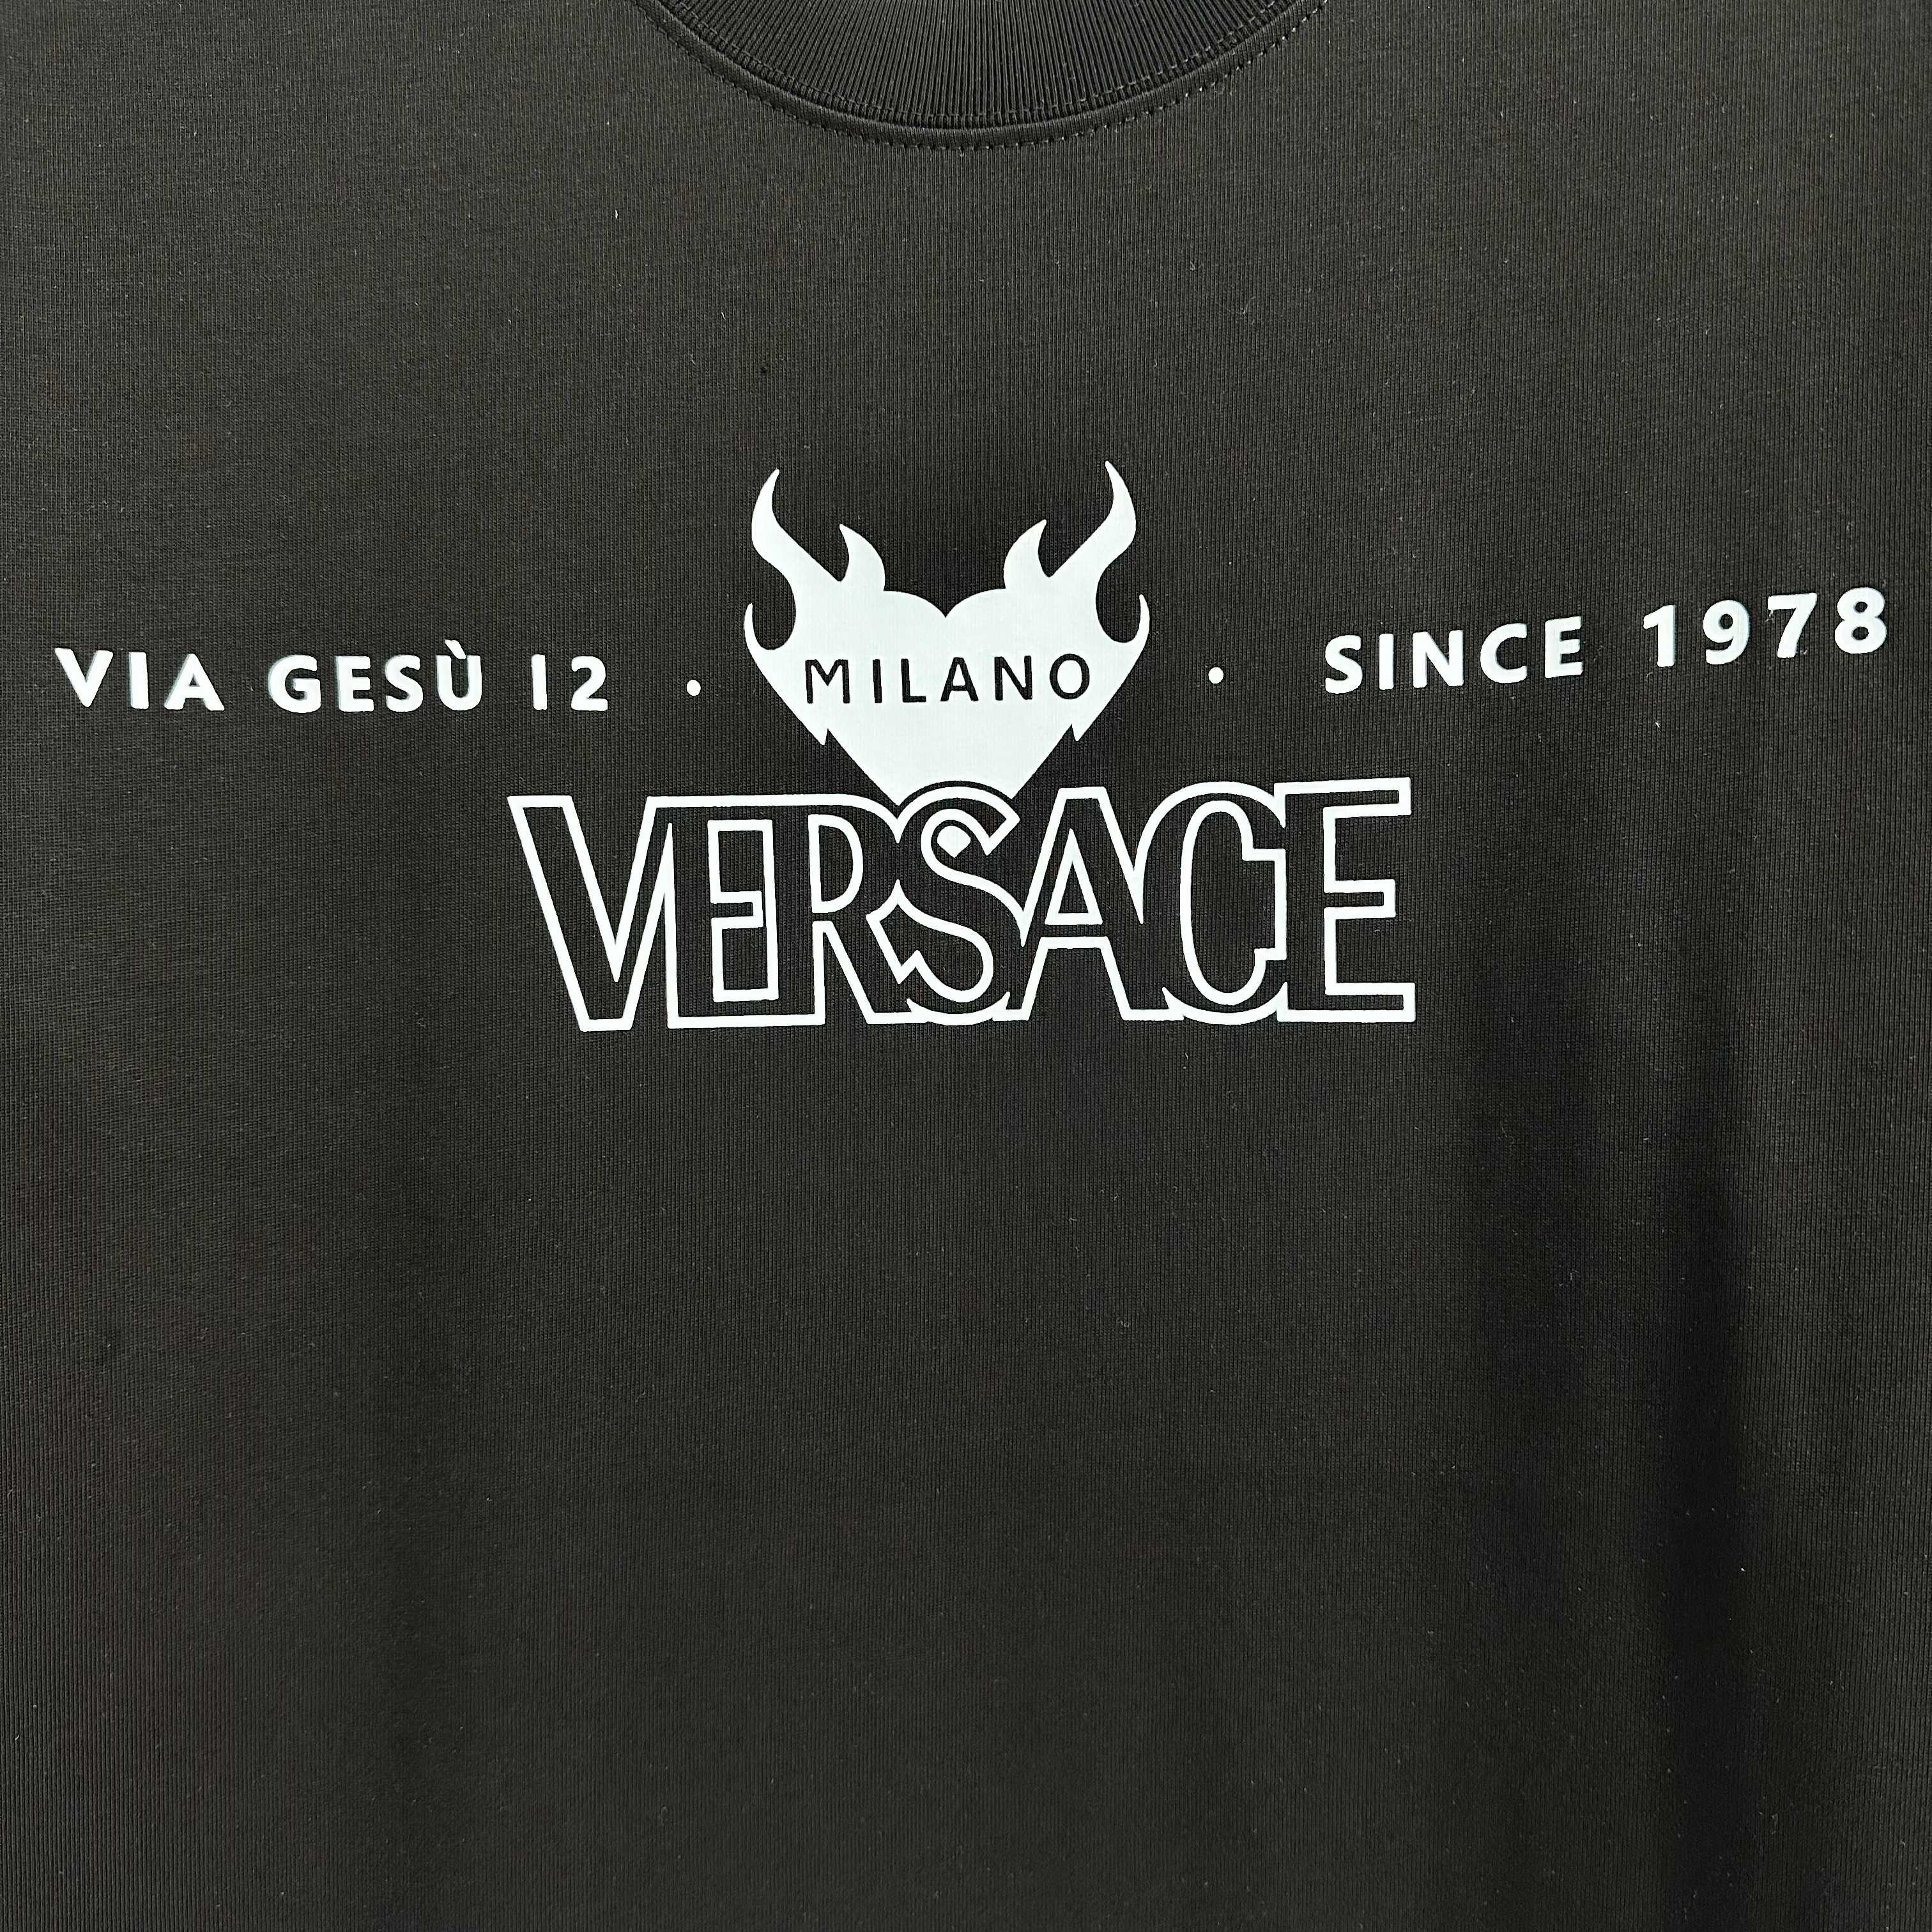 VIA GESÙ 12 · MILANO · SINCE 1978
VERSACE